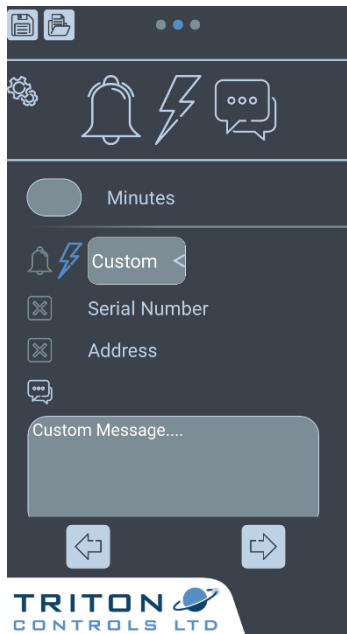 Minutes
Custom <
Serial Number
Address
Custom Message....
TRITON
CONTROLS LTD